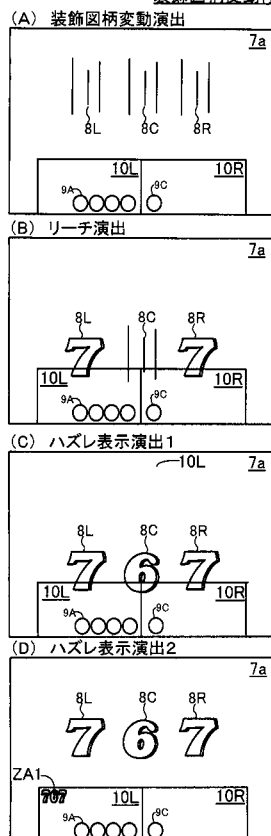 装飾図柄変動
(A) 装飾図柄変動演出
7a
8L 8C 8R
10L 10R
9A 9C
(B) リーチ演出
7a
8L 8C 8R
7 7
10L 10R
9A 9C
(C) ハズレ表示演出1
10L 7a
8L 8C 8R
7 6 7
10L 10R
9A 9C
(D) ハズレ表示演出2
7a
8L 8C 8R
7 6 7
ZA1
767 10L 10R
9A 9C